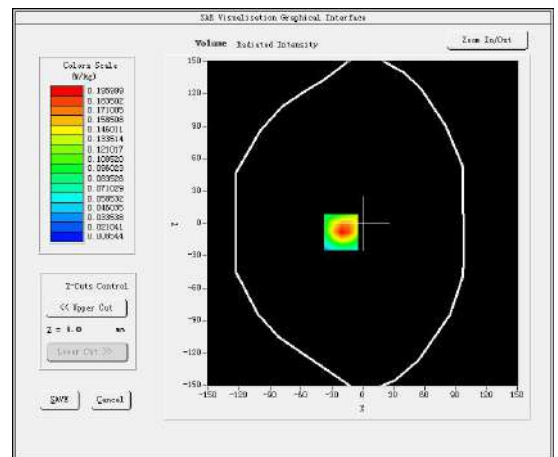 SAR Visualisation Graphical Interface
Volume Radiated Intensity
Zoom In/Out
Colors Scale
(W/kg)
0.195999
0.183502
0.171005
0.158508
0.146011
0.133514
0.121017
0.108520
0.096023
0.083526
0.071029
0.058532
0.046035
0.033538
0.021041
0.008544
Z-Cuts Control
<< Upper Cut
Z = 4.0 mm
Lower Cut >>
SAVE
Cancel
150
120
90
60
30
0
-30
-60
-90
-120
-150
Y
-150 -120 -90 -60 -30 0 30 60 90 120 150
X